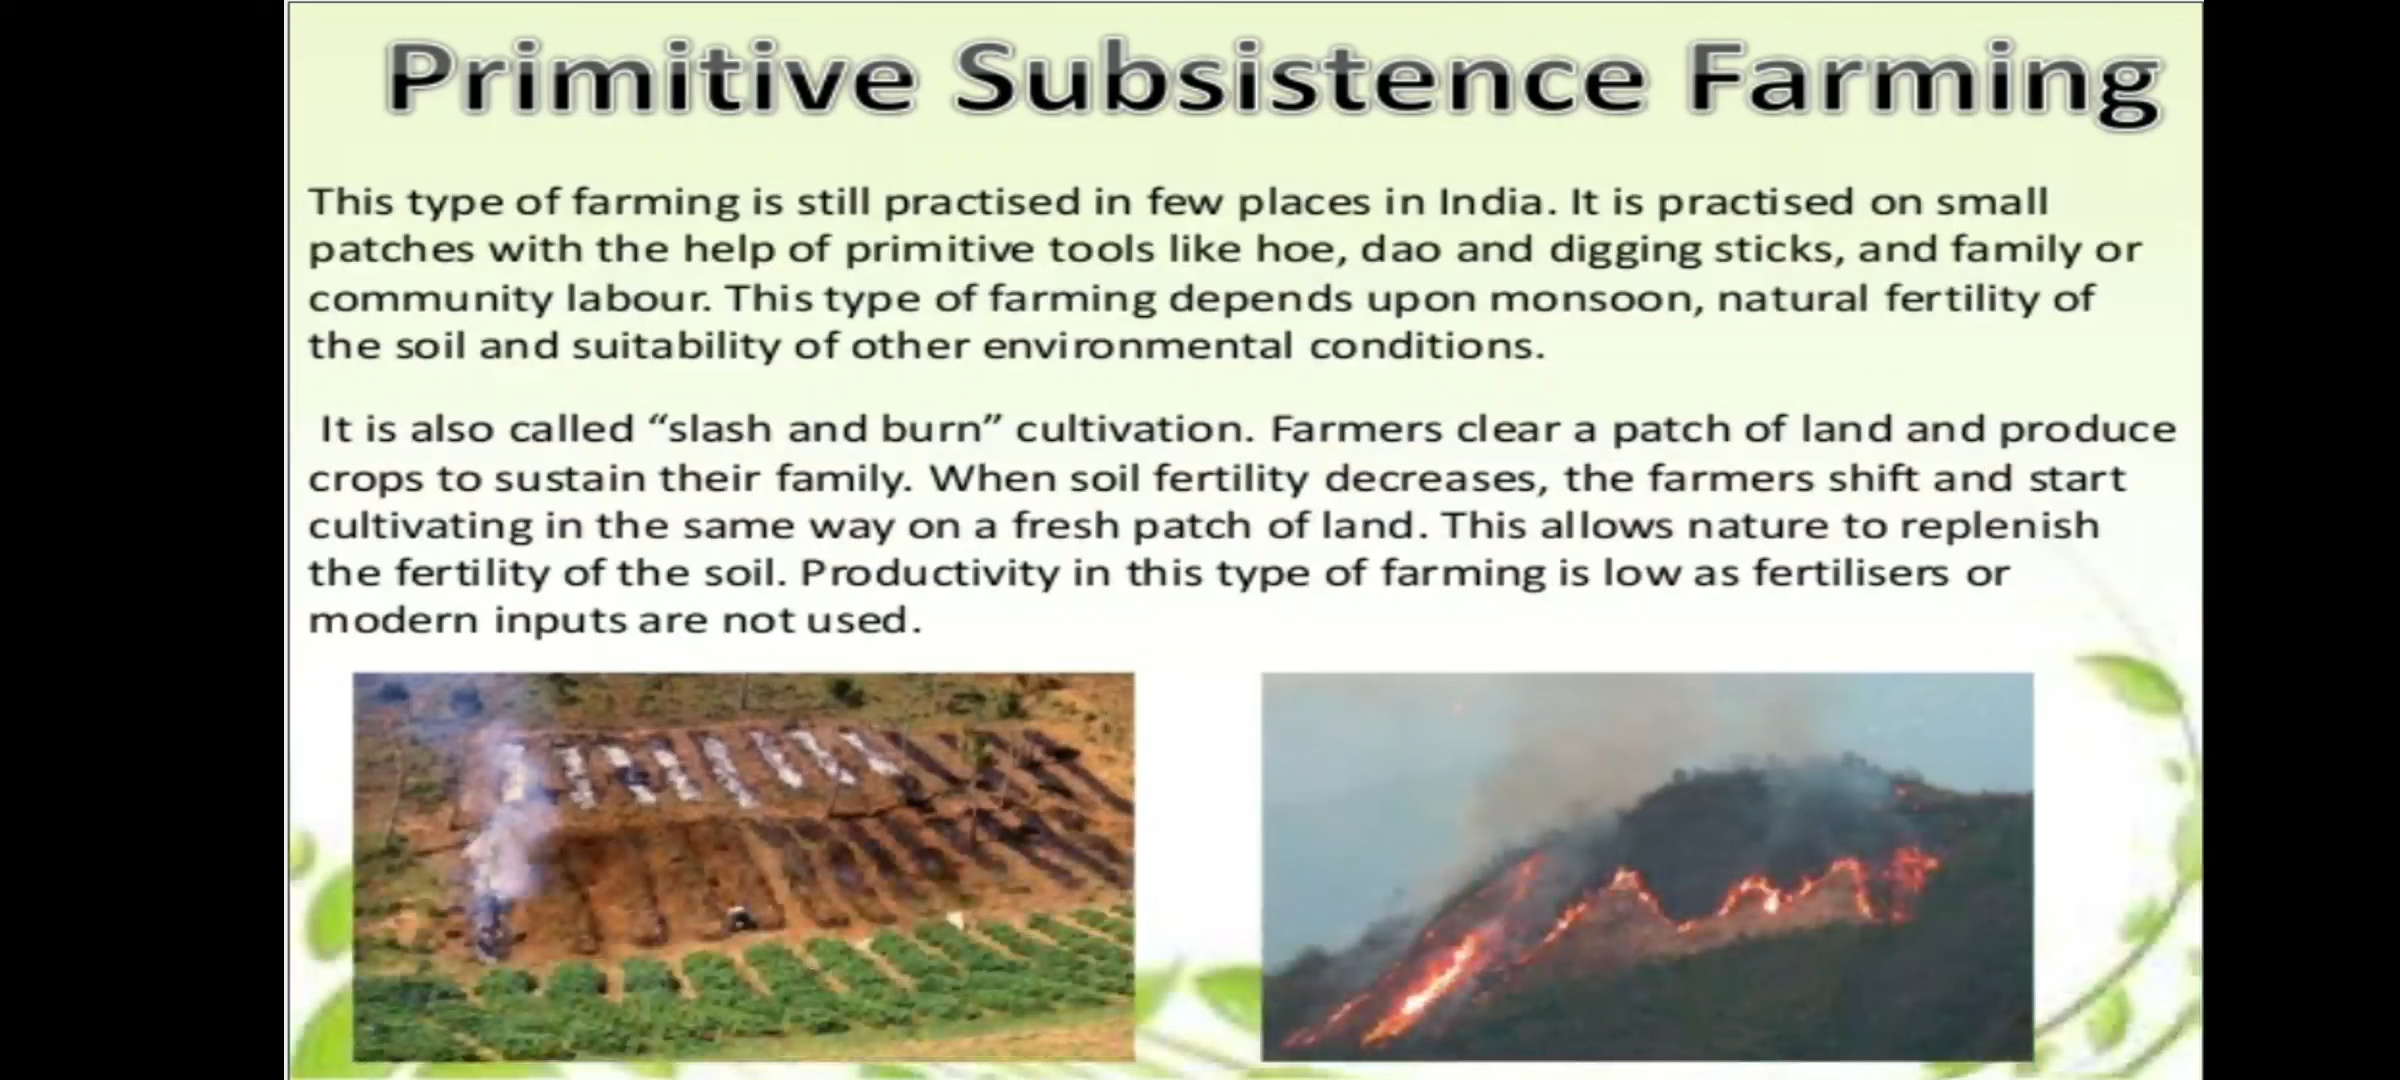 Primitive Subsistence Farming
This type of farming is still practised in few places in India. It is practised on small
patches with the help of primitive tools like hoe, dao and digging sticks, and family or
community labour. This type of farming depends upon monsoon, natural fertility of
the soil and suitability of other environmental conditions.
It is also called “slash and burn” cultivation. Farmers clear a patch of land and produce
crops to sustain their family. When soil fertility decreases, the farmers shift and start
cultivating in the same way on a fresh patch of land. This allows nature to replenish
the fertility of the soil. Productivity in this type of farming is low as fertilisers or
modern inputs are not used.